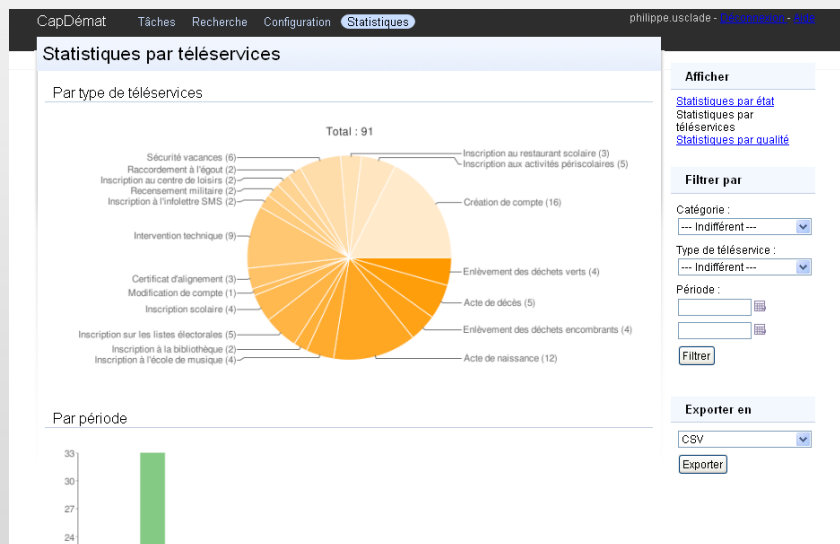 CapDémat Tâches Recherche Configuration Statistiques philippe.usclade - Déconnexion - Aide
Statistiques par téléservices
Par type de téléservices
Total : 91
Sécurité vacances (6)
Raccordement à l'égout (2)
Inscription au centre de loisirs (2)
Recensement militaire (2)
Inscription à l'infolettre SMS (2)
Intervention technique (9)
Certificat d'alignement (3)
Modification de compte (1)
Inscription scolaire (4)
Inscription sur les listes électorales (5)
Inscription à la bibliothèque (2)
Inscription à l'école de musique (4)
Inscription au restaurant scolaire (3)
Inscription aux activités périscolaires (5)
Création de compte (16)
Enlèvement des déchets verts (4)
Acte de décès (5)
Enlèvement des déchets encombrants (4)
Acte de naissance (12)
Par période
33
30
27
24
Afficher
Statistiques par état
Statistiques par
téléservices
Statistiques par qualité
Filtrer par
Catégorie :
--- Indifférent ---
Type de téléservice :
--- Indifférent ---
Période :
Filtrer
Exporter en
CSV
Exporter